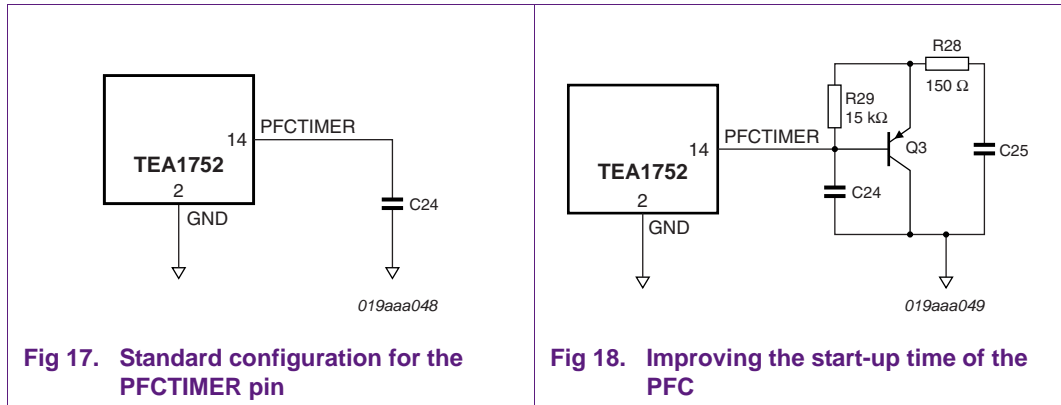 PFCTIMER
14
TEA1752
2
GND
C24
019aaa048
Fig 17. Standard configuration for the
PFCTIMER pin
R28
150 Ω
R29
15 kΩ
PFCTIMER
14
Q3
C25
TEA1752
C24
2
GND
019aaa049
Fig 18. Improving the start-up time of the
PFC